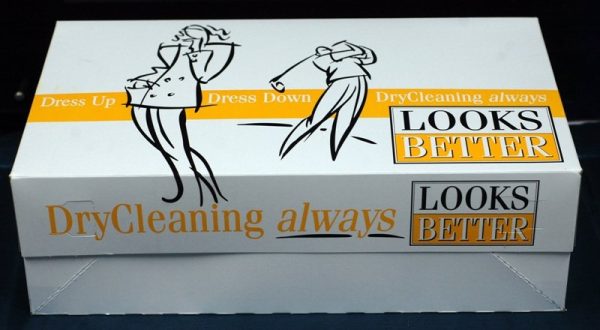 Dress Up Dress Down DryCleaning always
LOOKS
BETTER
DryCleaning always
LOOKS
BETTER